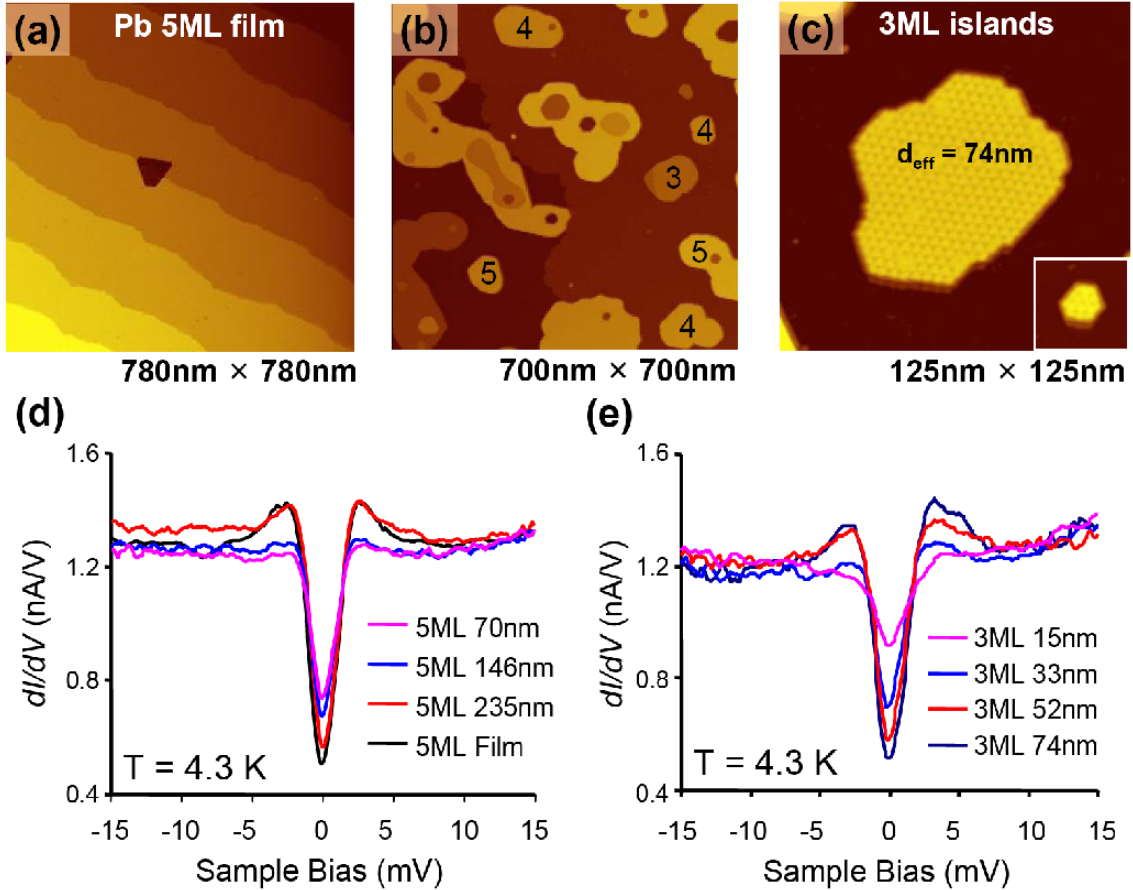 (a) Pb 5ML film
780nm × 780nm
(b)
4
4
3
5
5
4
700nm × 700nm
(c) 3ML islands
d_eff = 74nm
125nm × 125nm
(d)
dI/dV (nA/V)
1.6
1.2
0.8
0.4
5ML 70nm
5ML 146nm
5ML 235nm
5ML Film
T = 4.3 K
-15 -10 -5 0 5 10 15
Sample Bias (mV)
(e)
dI/dV (nA/V)
1.6
1.2
0.8
0.4
3ML 15nm
3ML 33nm
3ML 52nm
3ML 74nm
T = 4.3 K
-15 -10 -5 0 5 10 15
Sample Bias (mV)